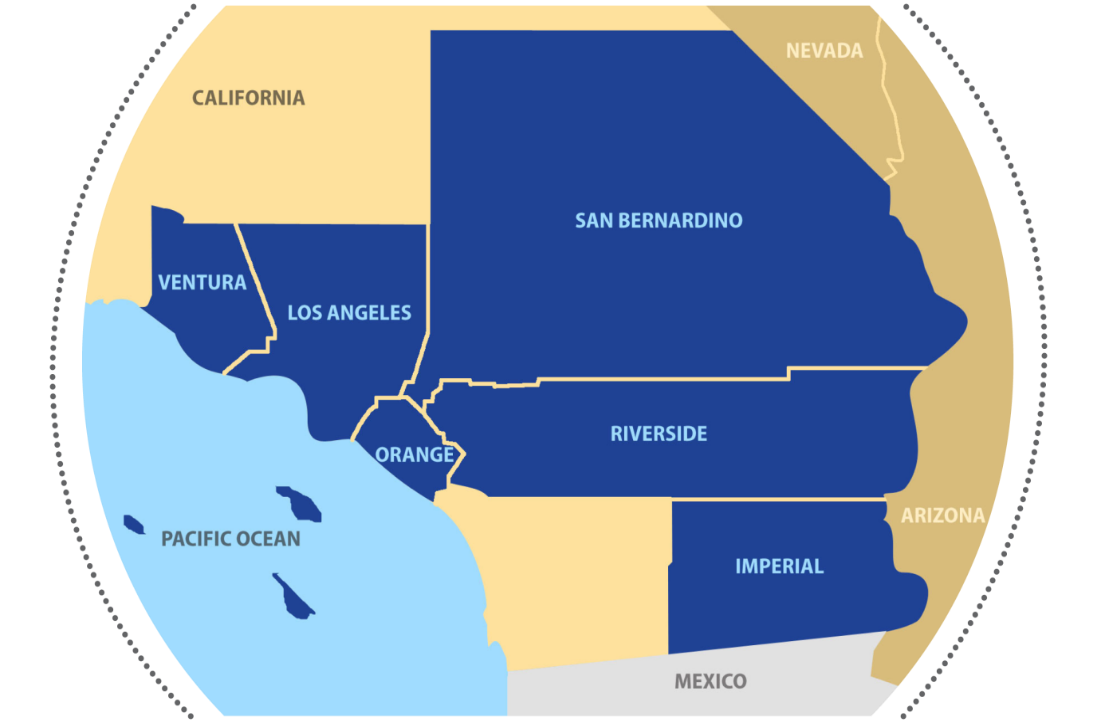 NEVADA
CALIFORNIA
SAN BERNARDINO
VENTURA
LOS ANGELES
RIVERSIDE
ORANGE
ARIZONA
PACIFIC OCEAN
IMPERIAL
MEXICO